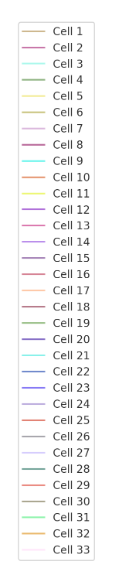 Cell 1
Cell 2
Cell 3
Cell 4
Cell 5
Cell 6
Cell 7
Cell 8
Cell 9
Cell 10
Cell 11
Cell 12
Cell 13
Cell 14
Cell 15
Cell 16
Cell 17
Cell 18
Cell 19
Cell 20
Cell 21
Cell 22
Cell 23
Cell 24
Cell 25
Cell 26
Cell 27
Cell 28
Cell 29
Cell 30
Cell 31
Cell 32
Cell 33